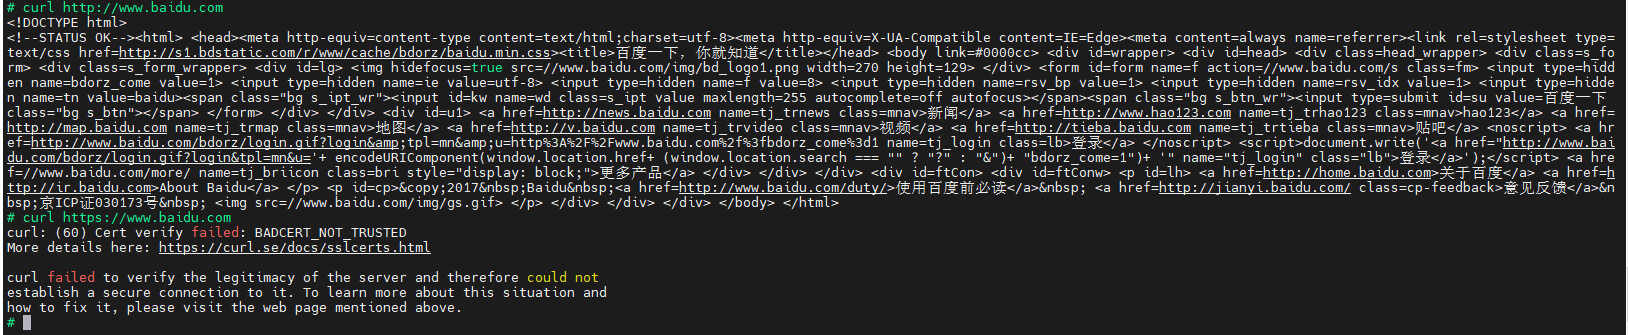 # curl http://www.baidu.com
<!DOCTYPE html>
<!--STATUS OK--><html> <head><meta http-equiv=content-type content=text/html;charset=utf-8><meta http-equiv=X-UA-Compatible content=IE=Edge><meta content=always name=referrer><link rel=stylesheet type=
text/css href=http://s1.bdstatic.com/r/www/cache/bdorz/baidu.min.css><title>百度一下，你就知道</title></head> <body link=#0000cc> <div id=wrapper> <div id=head> <div class=head_wrapper> <div class=s_fo
rm> <div class=s_form_wrapper> <div id=lg> <img hidefocus=true src=//www.baidu.com/img/bd_logo1.png width=270 height=129> </div> <form id=form name=f action=//www.baidu.com/s class=fm> <input type=hidd
en name=bdorz_come value=1> <input type=hidden name=ie value=utf-8> <input type=hidden name=f value=8> <input type=hidden name=rsv_bp value=1> <input type=hidden name=rsv_idx value=1> <input type=hidde
n name=tn value=baidu><span class="bg s_ipt_wr"><input id=kw name=wd class=s_ipt value maxlength=255 autocomplete=off autofocus></span><span class="bg s_btn_wr"><input type=submit id=su value=百度一下
class="bg s_btn"></span> </form> </div> </div> <div id=u1> <a href=http://news.baidu.com name=tj_trnews class=mnav>新闻</a> <a href=http://www.hao123.com name=tj_trhao123 class=mnav>hao123</a> <a href=
http://map.baidu.com name=tj_trmap class=mnav>地图</a> <a href=http://v.baidu.com name=tj_trvideo class=mnav>视频</a> <a href=http://tieba.baidu.com name=tj_trtieba class=mnav>贴吧</a> <noscript> <a hr
ef=http://www.baidu.com/bdorz/login.gif?login&amp;tpl=mn&amp;u=http%3A%2F%2Fwww.baidu.com%2f%3fbdorz_come%3d1 name=tj_login class=lb>登录</a> </noscript> <script>document.write('<a href="http://www.bai
du.com/bdorz/login.gif?login&tpl=mn&u='+ encodeURIComponent(window.location.href+ (window.location.search === "" ? "?" : "&")+ "bdorz_come=1")+ '" name="tj_login" class="lb">登录</a>');</script> <a hre
f=//www.baidu.com/more/ name=tj_briicon class=bri style="display: block;">更多产品</a> </div> </div> </div> <div id=ftCon> <div id=ftConw> <p id=lh> <a href=http://home.baidu.com>关于百度</a> <a href=h
ttp://ir.baidu.com>About Baidu</a> </p> <p id=cp>&copy;2017&nbsp;Baidu&nbsp;<a href=http://www.baidu.com/duty/>使用百度前必读</a>&nbsp; <a href=http://jianyi.baidu.com/ class=cp-feedback>意见反馈</a>&n
bsp;京ICP证030173号&nbsp; <img src=//www.baidu.com/img/gs.gif> </p> </div> </div> </div> </body> </html>
# curl https://www.baidu.com
curl: (60) Cert verify failed: BADCERT_NOT_TRUSTED
More details here: https://curl.se/docs/sslcerts.html
curl failed to verify the legitimacy of the server and therefore could not
establish a secure connection to it. To learn more about this situation and
how to fix it, please visit the web page mentioned above.
#